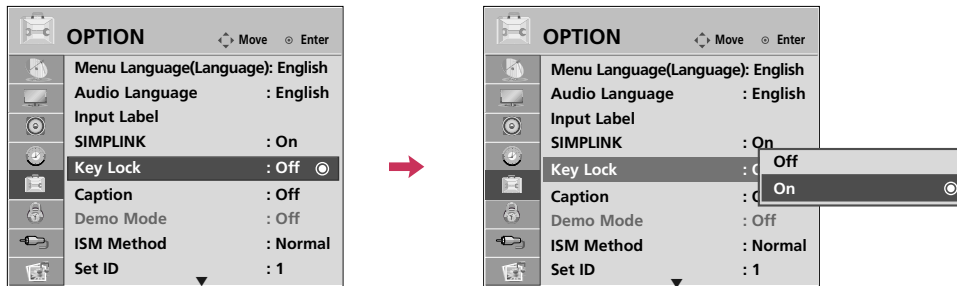 OPTION Move Enter
Menu Language(Language): English
Audio Language : English
Input Label
SIMPLINK : On
Key Lock : Off
Caption : Off
Demo Mode : Off
ISM Method : Normal
Set ID : 1
OPTION Move Enter
Menu Language(Language): English
Audio Language : English
Input Label
SIMPLINK : On
Key Lock :
Off
On
Caption :
Demo Mode : Off
ISM Method : Normal
Set ID : 1